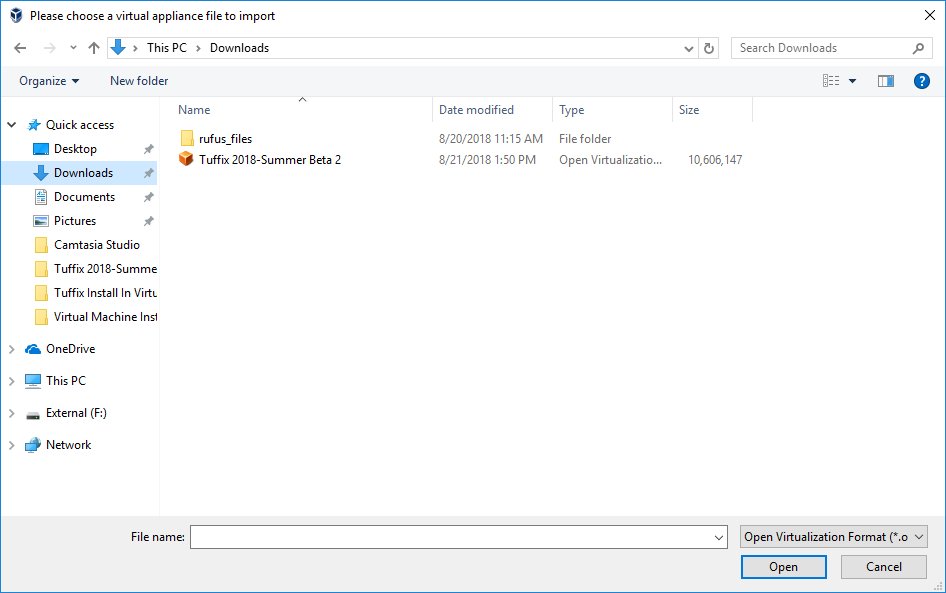 Please choose a virtual appliance file to import
This PC > Downloads
Search Downloads
Organize
New folder
?
Name
Date modified
Type
Size
Quick access
Desktop
Downloads
Documents
Pictures
Camtasia Studio
Tuffix 2018-Summe
Tuffix Install In Virtu
Virtual Machine Inst
OneDrive
This PC
External (F:)
Network
rufus_files 8/20/2018 11:15 AM File folder
Tuffix 2018-Summer Beta 2 8/21/2018 1:50 PM Open Virtualizatio... 10,606,147
File name:
Open Virtualization Format (*.o
Open
Cancel